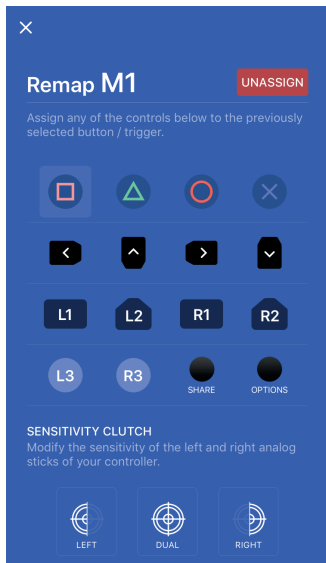 Remap M1
UNASSIGN
Assign any of the controls below to the previously
selected button / trigger.
L1 L2 R1 R2
L3 R3 SHARE OPTIONS
SENSITIVITY CLUTCH
Modify the sensitivity of the left and right analog
sticks of your controller.
LEFT DUAL RIGHT